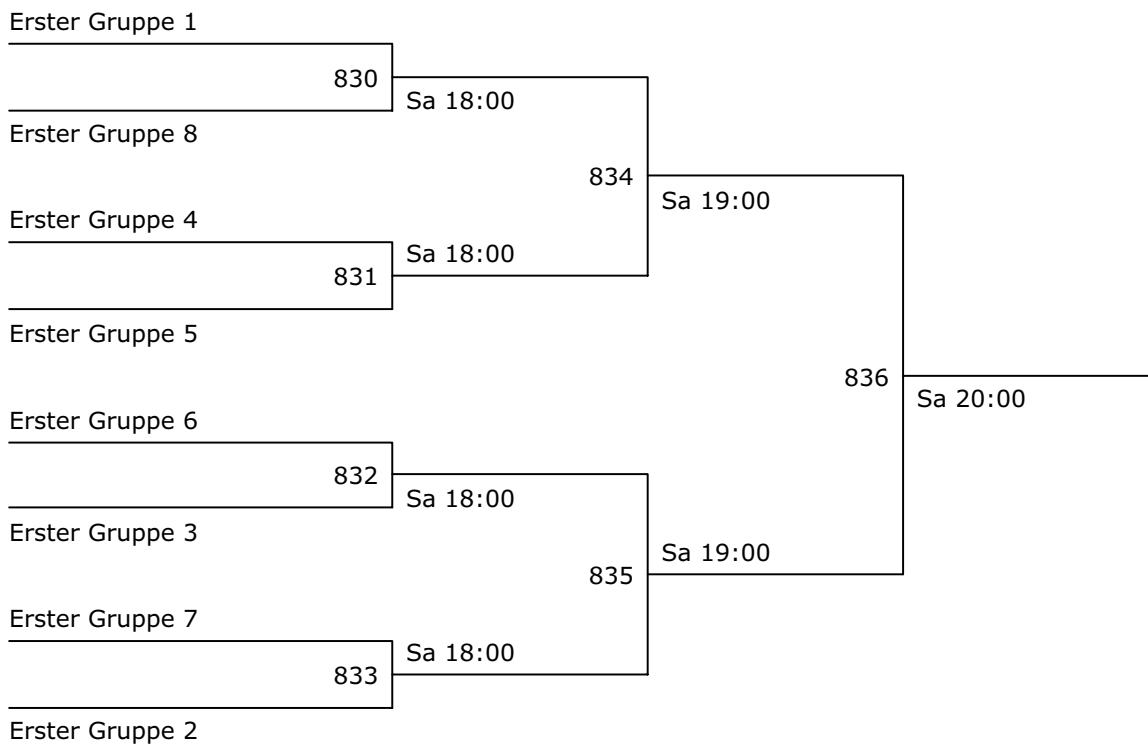 Erster Gruppe 1
830
Sa 18:00
Erster Gruppe 8
834
Sa 19:00
Erster Gruppe 4
Sa 18:00
831
Erster Gruppe 5
836
Sa 20:00
Erster Gruppe 6
832
Sa 18:00
Erster Gruppe 3
Sa 19:00
835
Erster Gruppe 7
Sa 18:00
833
Erster Gruppe 2